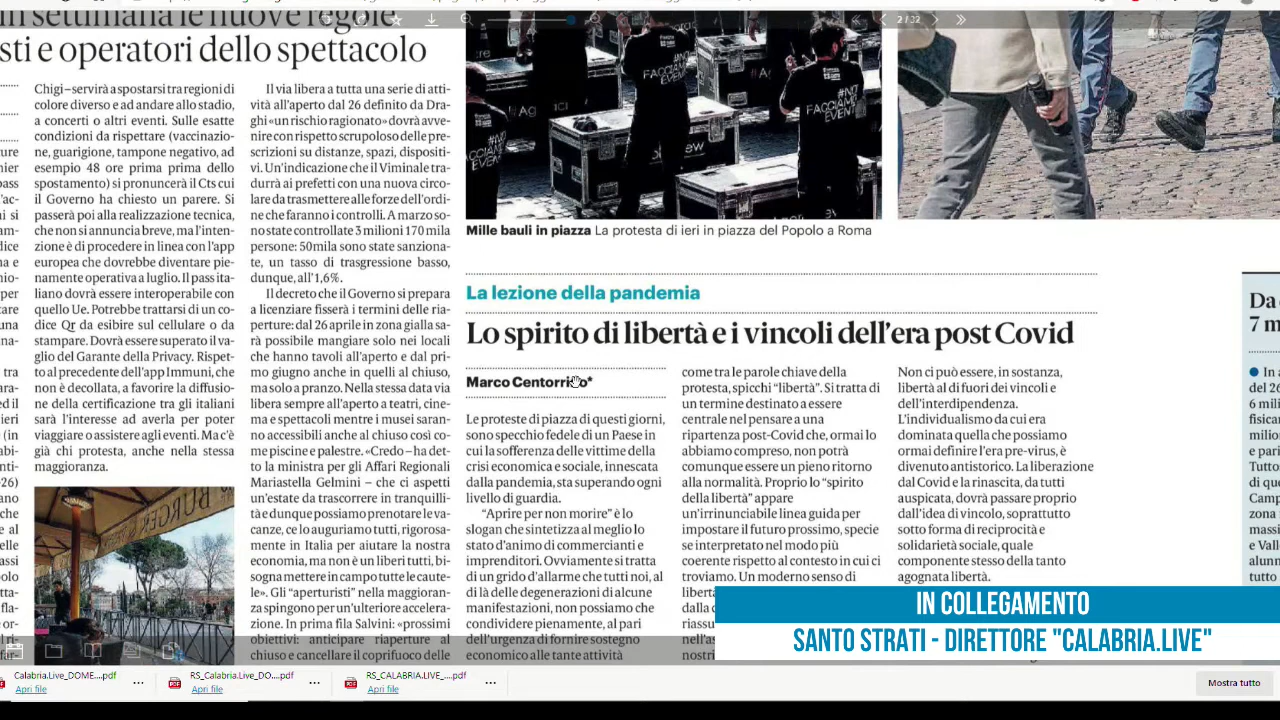 in settimana le nuove regole
sti e operatori dello spettacolo
2 / 32
Chigi – servirà a spostarsi tra regioni di
colore diverso e ad andare allo stadio,
a concerti o altri eventi. Sulle esatte
condizioni da rispettare (vaccinazio-
ne, guarigione, tampone negativo, ad
esempio 48 ore prima prima dello
spostamento) si pronuncerà il Cts cui
il Governo ha chiesto un parere. Si
passerà poi alla realizzazione tecnica,
che non si annuncia breve, ma l'inten-
zione è di procedere in linea con l'app
europea che dovrebbe diventare pie-
namente operativa a luglio. Il pass ita-
liano dovrà essere interoperabile con
quello Ue. Potrebbe trattarsi di un co-
dice Qr da esibire sul cellulare o da
stampare. Dovrà essere superato il va-
glio del Garante della Privacy. Rispet-
to al precedente dell'app Immuni, che
non è decollata, a favorire la diffusio-
ne della certificazione tra gli italiani
sarà l'interesse ad averla per poter
viaggiare o assistere agli eventi. Ma c'è
già chi protesta, anche nella stessa
maggioranza.
Il via libera a tutta una serie di atti-
vità all'aperto dal 26 definito da Dra-
ghi «un rischio ragionato» dovrà avve-
nire con rispetto scrupoloso delle pre-
scrizioni su distanze, spazi, dispositi-
vi. Un'indicazione che il Viminale tra-
durrà ai prefetti con una nuova circo-
lare da trasmettere alle forze dell'ordi-
ne che faranno i controlli. A marzo so-
no state controllate 3 milioni 170 mila
persone: 50mila sono state sanziona-
te, un tasso di trasgressione basso,
dunque, all'1,6%.
Il decreto che il Governo si prepara
a licenziare fisserà i termini delle ria-
perture: dal 26 aprile in zona gialla sa-
rà possibile mangiare solo nei locali
che hanno tavoli all'aperto e dal pri-
mo giugno anche in quelli al chiuso,
ma solo a pranzo. Nella stessa data via
libera sempre all'aperto a teatri, cine-
ma e spettacoli mentre i musei saran-
no accessibili anche al chiuso così co-
me piscine e palestre. «Credo – ha det-
to la ministra per gli Affari Regionali
Mariastella Gelmini – che ci aspetti
un'estate da trascorrere in tranquilli-
tà e dunque possiamo prenotare le va-
canze, ce lo auguriamo tutti, rigorosa-
mente in Italia per aiutare la nostra
economia, ma non è un liberi tutti, bi-
sogna mettere in campo tutte le caute-
le». Gli "aperturisti" nella maggioran-
za spingono per un'ulteriore accelera-
zione. In prima fila Salvini: «prossimi
obiettivi: anticipare riaperture al
chiuso e cancellare il coprifuoco delle
Mille bauli in piazza La protesta di ieri in piazza del Popolo a Roma
La lezione della pandemia
Lo spirito di libertà e i vincoli dell'era post Covid
Marco Centorrino*
Le proteste di piazza di questi giorni,
sono specchio fedele di un Paese in
cui la sofferenza delle vittime della
crisi economica e sociale, innescata
dalla pandemia, sta superando ogni
livello di guardia.
"Aprire per non morire" è lo
slogan che sintetizza al meglio lo
stato d'animo di commercianti e
imprenditori. Ovviamente si tratta
di un grido d'allarme che tutti noi, al
di là delle degenerazioni di alcune
manifestazioni, non possiamo che
condividere pienamente, al pari
dell'urgenza di fornire sostegno
economico alle tante attività
come tra le parole chiave della
protesta, spicchi "libertà". Si tratta di
un termine destinato a essere
centrale nel pensare a una
ripartenza post-Covid che, ormai lo
abbiamo compreso, non potrà
comunque essere un pieno ritorno
alla normalità. Proprio lo "spirito
della libertà" appare
un'irrinunciabile linea guida per
impostare il futuro prossimo, specie
se interpretato nel modo più
coerente rispetto al contesto in cui ci
troviamo. Un moderno senso di
Non ci può essere, in sostanza,
libertà al di fuori dei vincoli e
dell'interdipendenza.
L'individualismo da cui era
dominata quella che possiamo
ormai definire l'era pre-virus, è
divenuto antistorico. La liberazione
dal Covid e la rinascita, da tutti
auspicata, dovrà passare proprio
dall'idea di vincolo, soprattutto
sotto forma di reciprocità e
solidarietà sociale, quale
componente stesso della tanto
agognata libertà.
Da
7 m
IN COLLEGAMENTO
SANTO STRATI - DIRETTORE "CALABRIA.LIVE"
Calabria.Live_DOME....pdf
Apri file
RS_Calabria.Live_DO....pdf
Apri file
RS_CALABRIA.LIVE_....pdf
Apri file
Mostra tutto